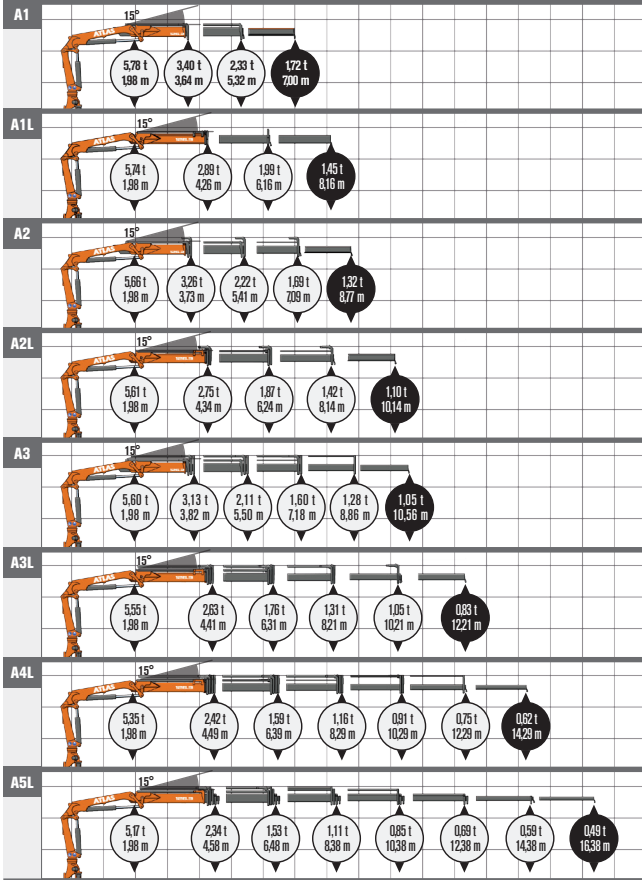 A1
15°
ATLAS
5,78 t 3,40 t 2,33 t 1,72 t
1,98 m 3,64 m 5,32 m 7,00 m
A1L
15°
ATLAS
5,74 t 2,89 t 1,99 t 1,45 t
1,98 m 4,26 m 6,16 m 8,16 m
A2
15°
ATLAS
5,66 t 3,26 t 2,22 t 1,69 t 1,32 t
1,98 m 3,73 m 5,41 m 7,09 m 8,77 m
A2L
15°
ATLAS
5,61 t 2,75 t 1,87 t 1,42 t 1,10 t
1,98 m 4,34 m 6,24 m 8,14 m 10,14 m
A3
15°
ATLAS
5,60 t 3,13 t 2,11 t 1,60 t 1,28 t 1,05 t
1,98 m 3,82 m 5,50 m 7,18 m 8,86 m 10,56 m
A3L
15°
ATLAS
5,55 t 2,63 t 1,76 t 1,31 t 1,05 t 0,83 t
1,98 m 4,41 m 6,31 m 8,21 m 10,21 m 12,21 m
A4L
15°
ATLAS
5,35 t 2,42 t 1,59 t 1,16 t 0,91 t 0,75 t 0,62 t
1,98 m 4,49 m 6,39 m 8,29 m 10,29 m 12,29 m 14,29 m
A5L
15°
ATLAS
5,17 t 2,34 t 1,53 t 1,11 t 0,85 t 0,69 t 0,59 t 0,49 t
1,98 m 4,58 m 6,48 m 8,38 m 10,38 m 12,38 m 14,38 m 16,38 m